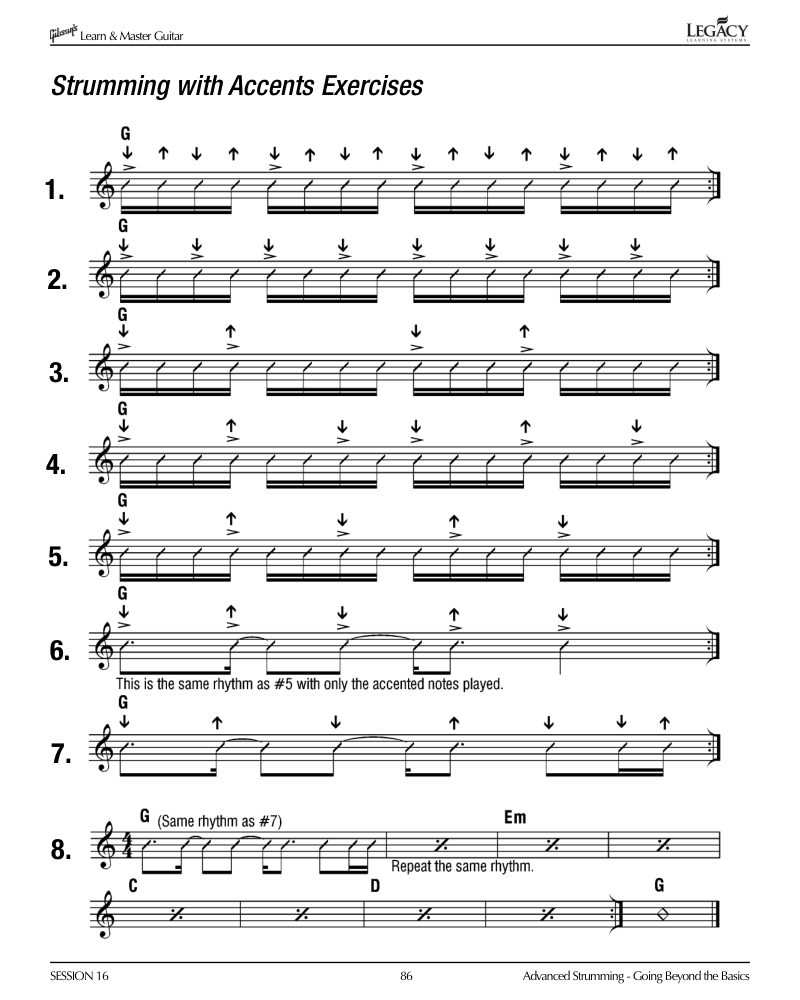 Gibson's Learn & Master Guitar
LEGACY
LEARNING SYSTEMS
Strumming with Accents Exercises
G
1.
G
2.
G
3.
G
4.
G
5.
G
6.
This is the same rhythm as #5 with only the accented notes played.
G
7.
G (Same rhythm as #7) Em
8. 4/4
Repeat the same rhythm.
C D G
SESSION 16 86 Advanced Strumming - Going Beyond the Basics